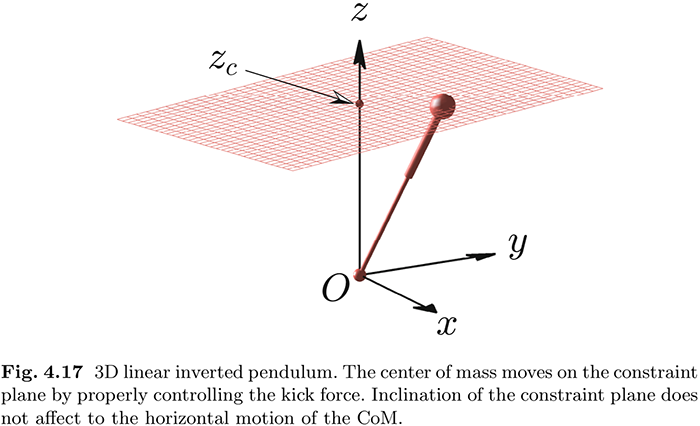 z
z_c
y
O
x
Fig. 4.17 3D linear inverted pendulum. The center of mass moves on the constraint
plane by properly controlling the kick force. Inclination of the constraint plane does
not affect to the horizontal motion of the CoM.